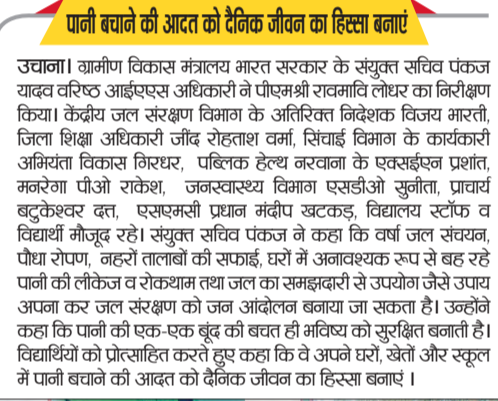 पानी बचाने की आदत को दैनिक जीवन का हिस्सा बनाएं
उचाना। ग्रामीण विकास मंत्रालय भारत सरकार के संयुक्त सचिव पंकज
यादव वरिष्ठ आईएएस अधिकारी ने पीएमश्री रावमावि लोधर का निरीक्षण
किया। केंद्रीय जल संरक्षण विभाग के अतिरिक्त निदेशक विजय भारती,
जिला शिक्षा अधिकारी जींद रोहताश वर्मा, सिंचाई विभाग के कार्यकारी
अभियंता विकास गिरधर, पब्लिक हेल्थ नरवाना के एक्सईएन प्रशांत,
मनरेगा पीओ राकेश, जनस्वास्थ्य विभाग एसडीओ सुनीता, प्राचार्य
बटुकेश्वर दत्त, एसएमसी प्रधान मंदीप खटकड़, विद्यालय स्टॉफ व
विद्यार्थी मौजूद रहे। संयुक्त सचिव पंकज ने कहा कि वर्षा जल संचयन,
पौधा रोपण, नहरों तालाबों की सफाई, घरों में अनावश्यक रूप से बह रहे
पानी की लीकेज व रोकथाम तथा जल का समझदारी से उपयोग जैसे उपाय
अपना कर जल संरक्षण को जन आंदोलन बनाया जा सकता है। उन्होंने
कहा कि पानी की एक-एक बूंद की बचत ही भविष्य को सुरक्षित बनाती है।
विद्यार्थियों को प्रोत्साहित करते हुए कहा कि वे अपने घरों, खेतों और स्कूल
में पानी बचाने की आदत को दैनिक जीवन का हिस्सा बनाएं ।